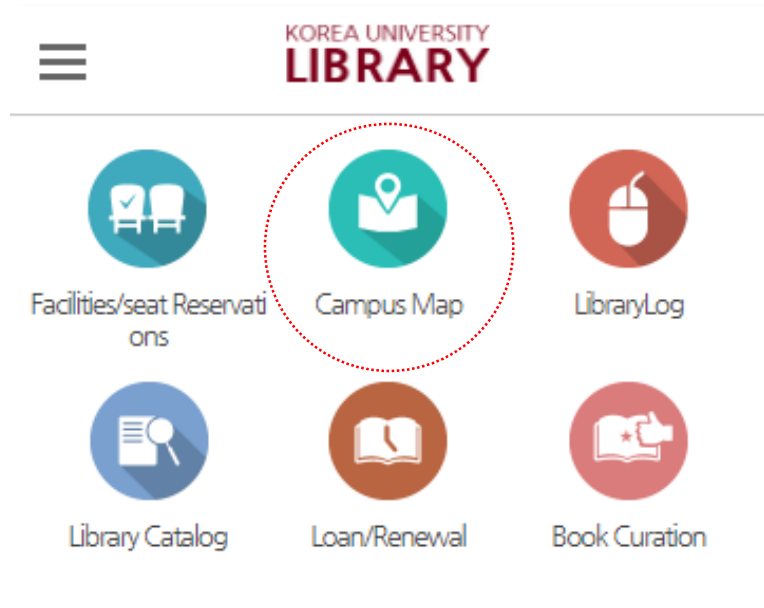 KOREA UNIVERSITY
LIBRARY
Facilities/seat Reservati
ons
Campus Map
LibraryLog
Library Catalog
Loan/Renewal
Book Curation